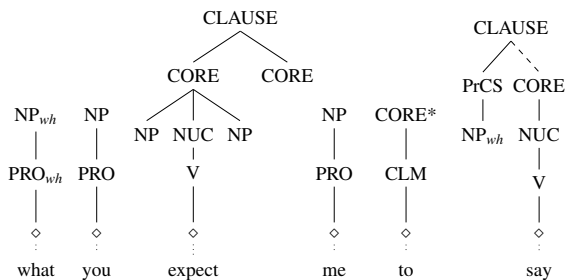 CLAUSE
CLAUSE
CORE CORE
PrCS CORE
NPwh NP NP NUC NP NP CORE* NPwh NUC
PROwh PRO V PRO CLM V
what you expect me to say